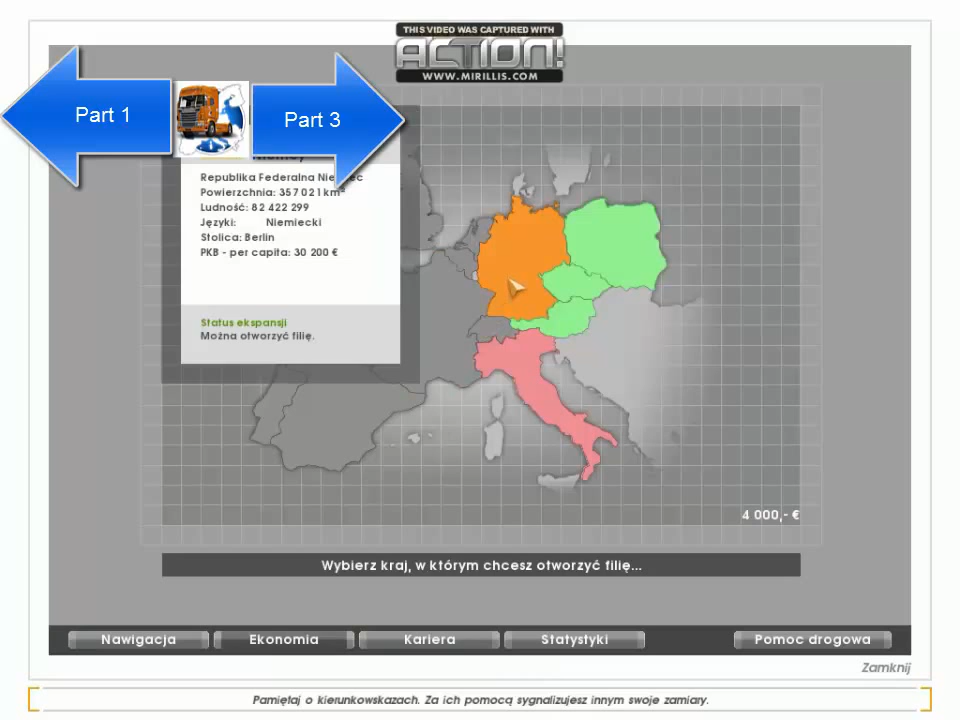 THIS VIDEO WAS CAPTURED WITH
ACTION!
WWW.MIRILLIS.COM
Part 1
Part 3
Republika Federalna
Powierzchnia: 357 021 km²
Ludność: 82 422 299
Języki: Niemiecki
Stolica: Berlin
PKB - per capita: 30 200 €
Status ekspansji
Można otworzyć filię.
4 000,- €
Wybierz kraj, w którym chcesz otworzyć filię...
Nawigacja
Ekonomia
Kariera
Statystyki
Pomoc drogowa
Zamknij
Pamiętaj o kierunkowskazach. Za ich pomocą sygnalizujesz innym swoje zamiary.